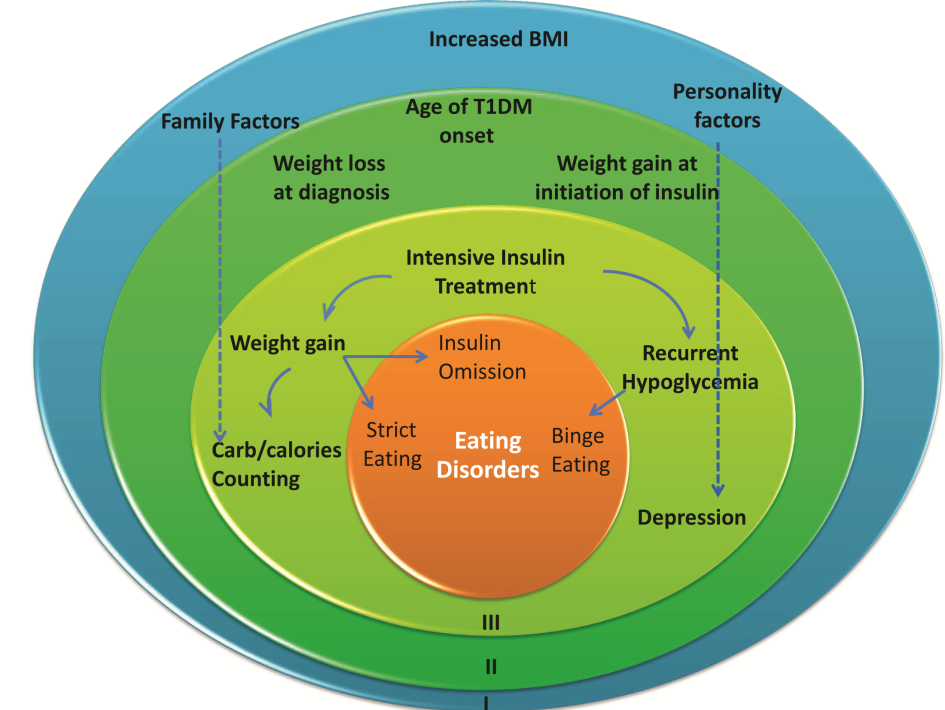 Increased BMI
Family Factors
Personality
factors
Age of T1DM
onset
Weight loss
at diagnosis
Weight gain at
initiation of insulin
Intensive Insulin
Treatment
Weight gain
Insulin
Omission
Recurrent
Hypoglycemia
Carb/calories
Counting
Strict
Eating
Eating
Disorders
Binge
Eating
Depression
III
II
I